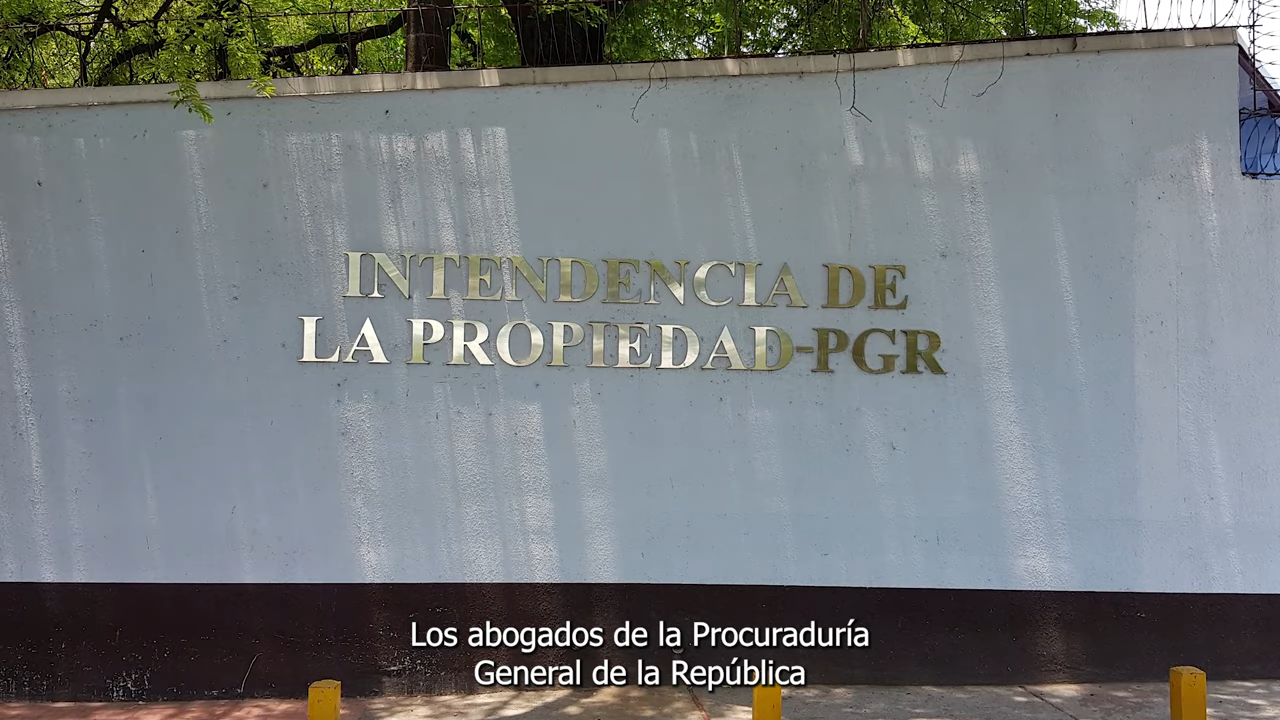 INTENDENCIA DE
LA PROPIEDAD-PGR
Los abogados de la Procuraduría
General de la República